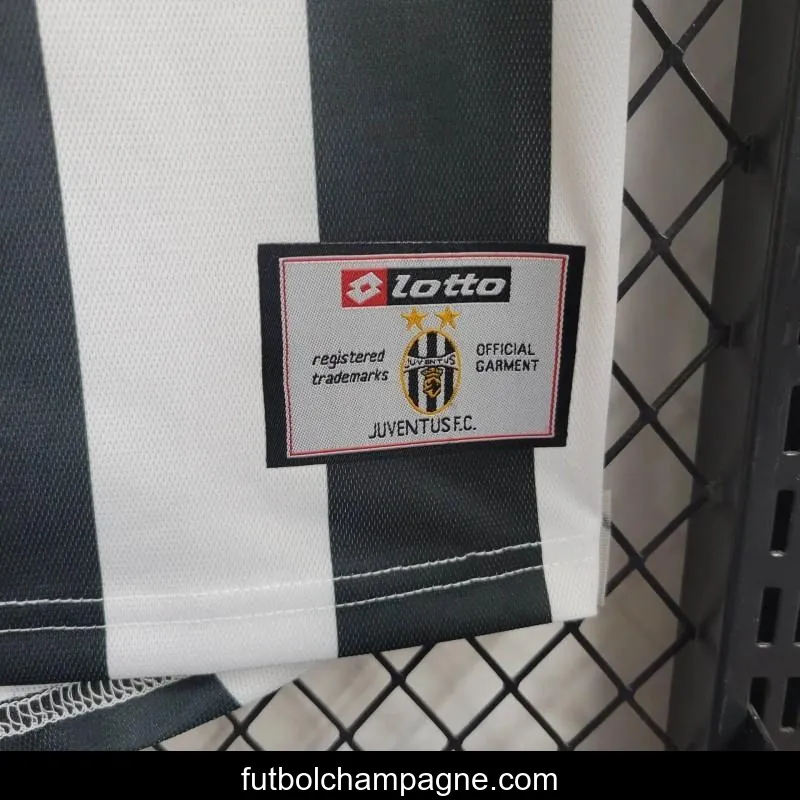 lotto
registered
trademarks
JUVENTUS
OFFICIAL
GARMENT
JUVENTUS F.C.
futbolchampagne.com